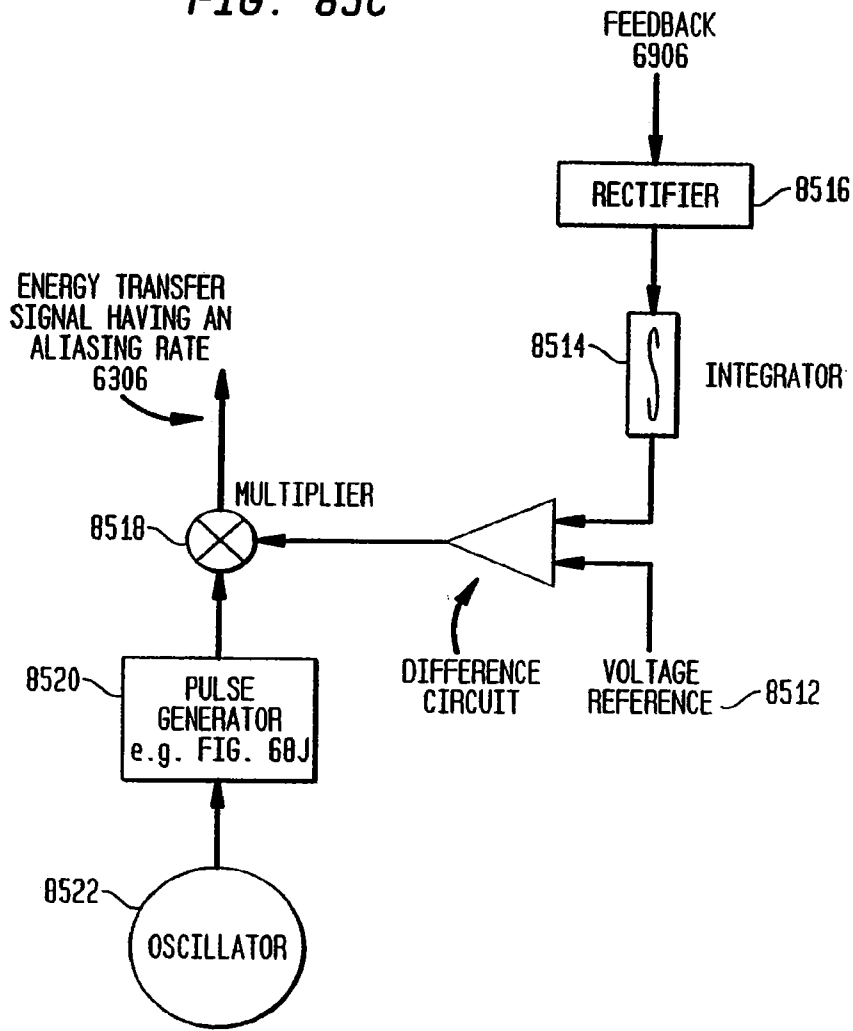 FIG. 85C
FEEDBACK
6906
RECTIFIER
8516
ENERGY TRANSFER
SIGNAL HAVING AN
ALIASING RATE
6306
8514
INTEGRATOR
MULTIPLIER
8518
8520
PULSE
GENERATOR
e.g. FIG. 68J
DIFFERENCE
CIRCUIT
VOLTAGE
REFERENCE
8512
8522
OSCILLATOR